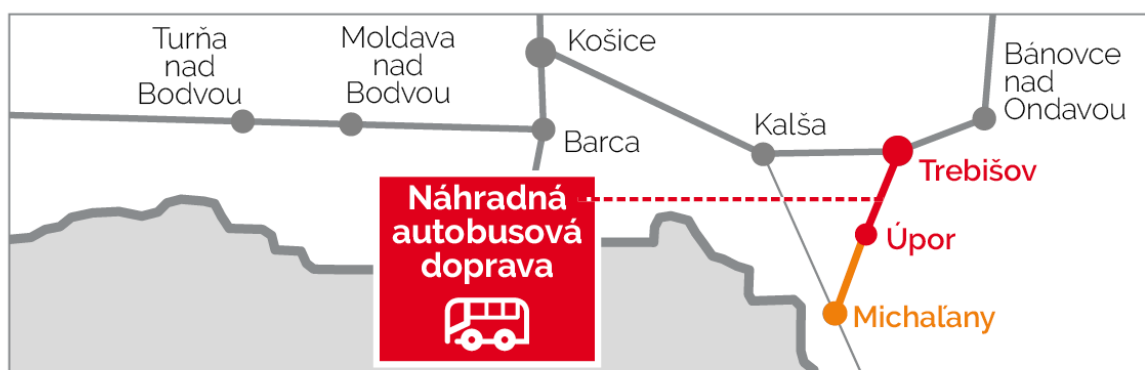 Turňa
nad
Bodvou
Moldava
nad
Bodvou
Košice
Barca
Kalša
Bánovce
nad
Ondavou
Trebišov
Úpor
Michaľany
Náhradná
autobusová
doprava